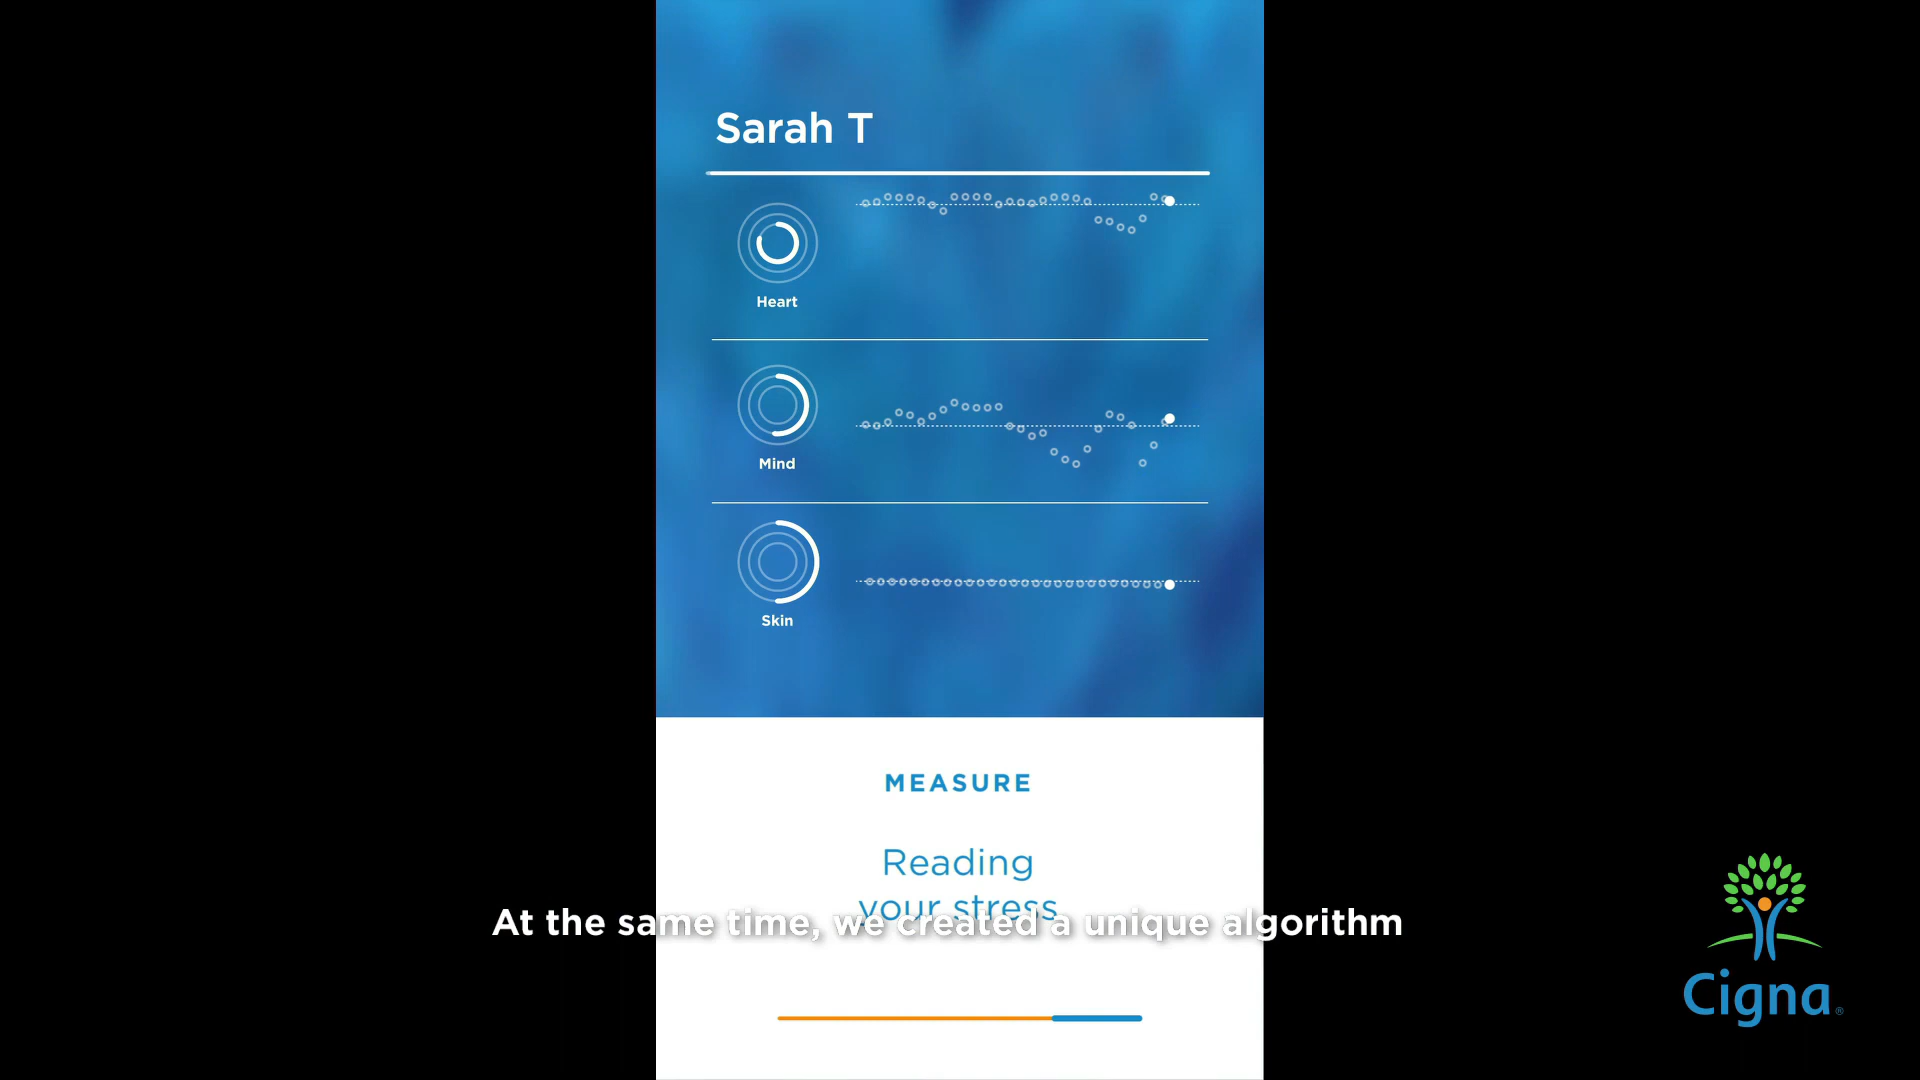 Sarah T
Heart
Mind
Skin
MEASURE
Reading
your stress
At the same time, we created a unique algorithm
Cigna®